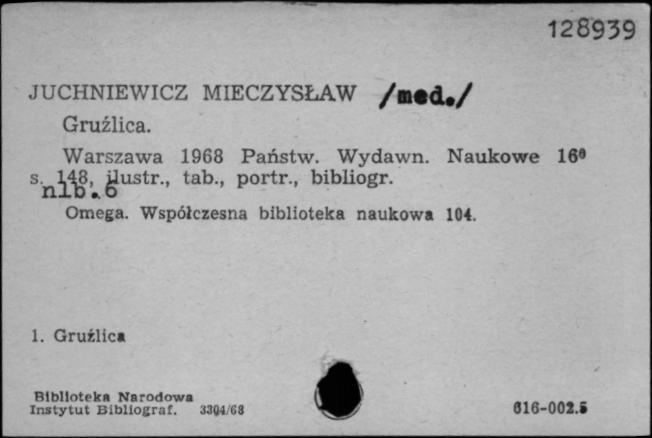 128939
JUCHNIEWICZ MIECZYSŁAW /med./
Gruźlica.
Warszawa 1968 Państw. Wydawn. Naukowe 16⁰
s. 148, ilustr., tab., portr., bibliogr.
nlb.6
Omega. Współczesna biblioteka naukowa 104.
1. Gruźlica
Biblioteka Narodowa
Instytut Bibliograf. 3304/68
616-002.5